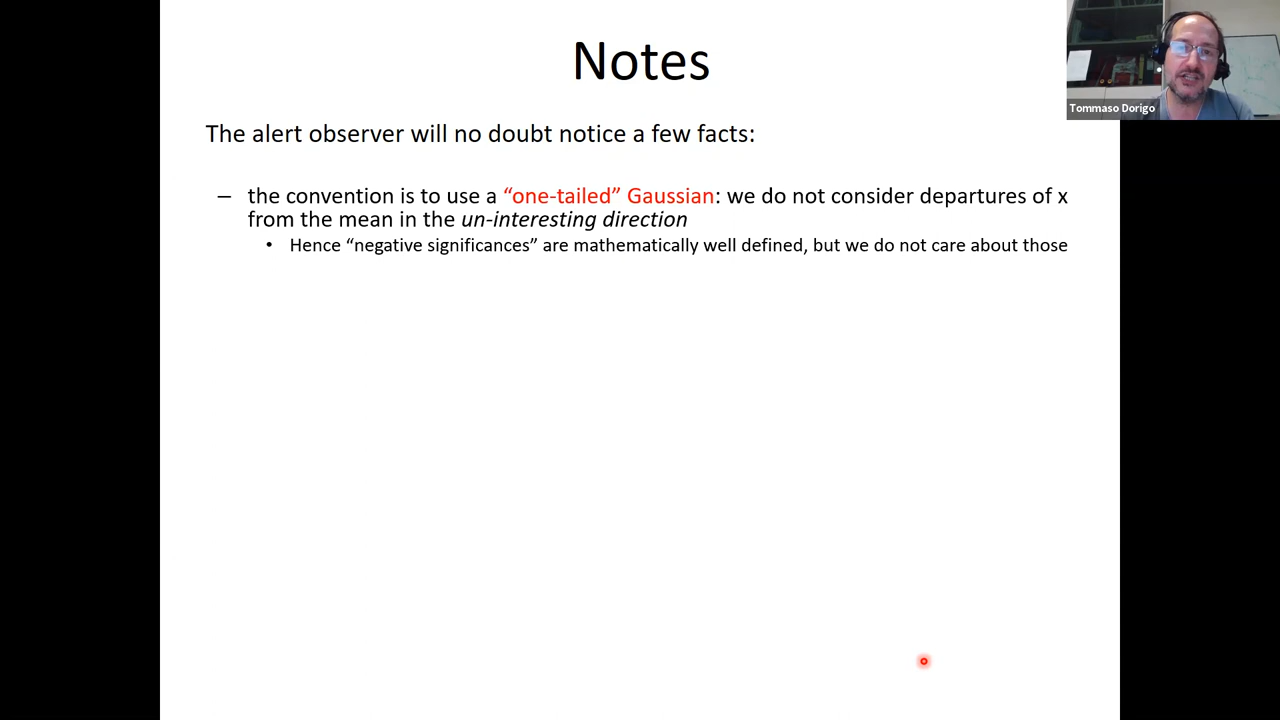 Notes
Tommaso Dorigo
The alert observer will no doubt notice a few facts:
– the convention is to use a “one-tailed” Gaussian: we do not consider departures of x
from the mean in the un-interesting direction
• Hence “negative significances” are mathematically well defined, but we do not care about those